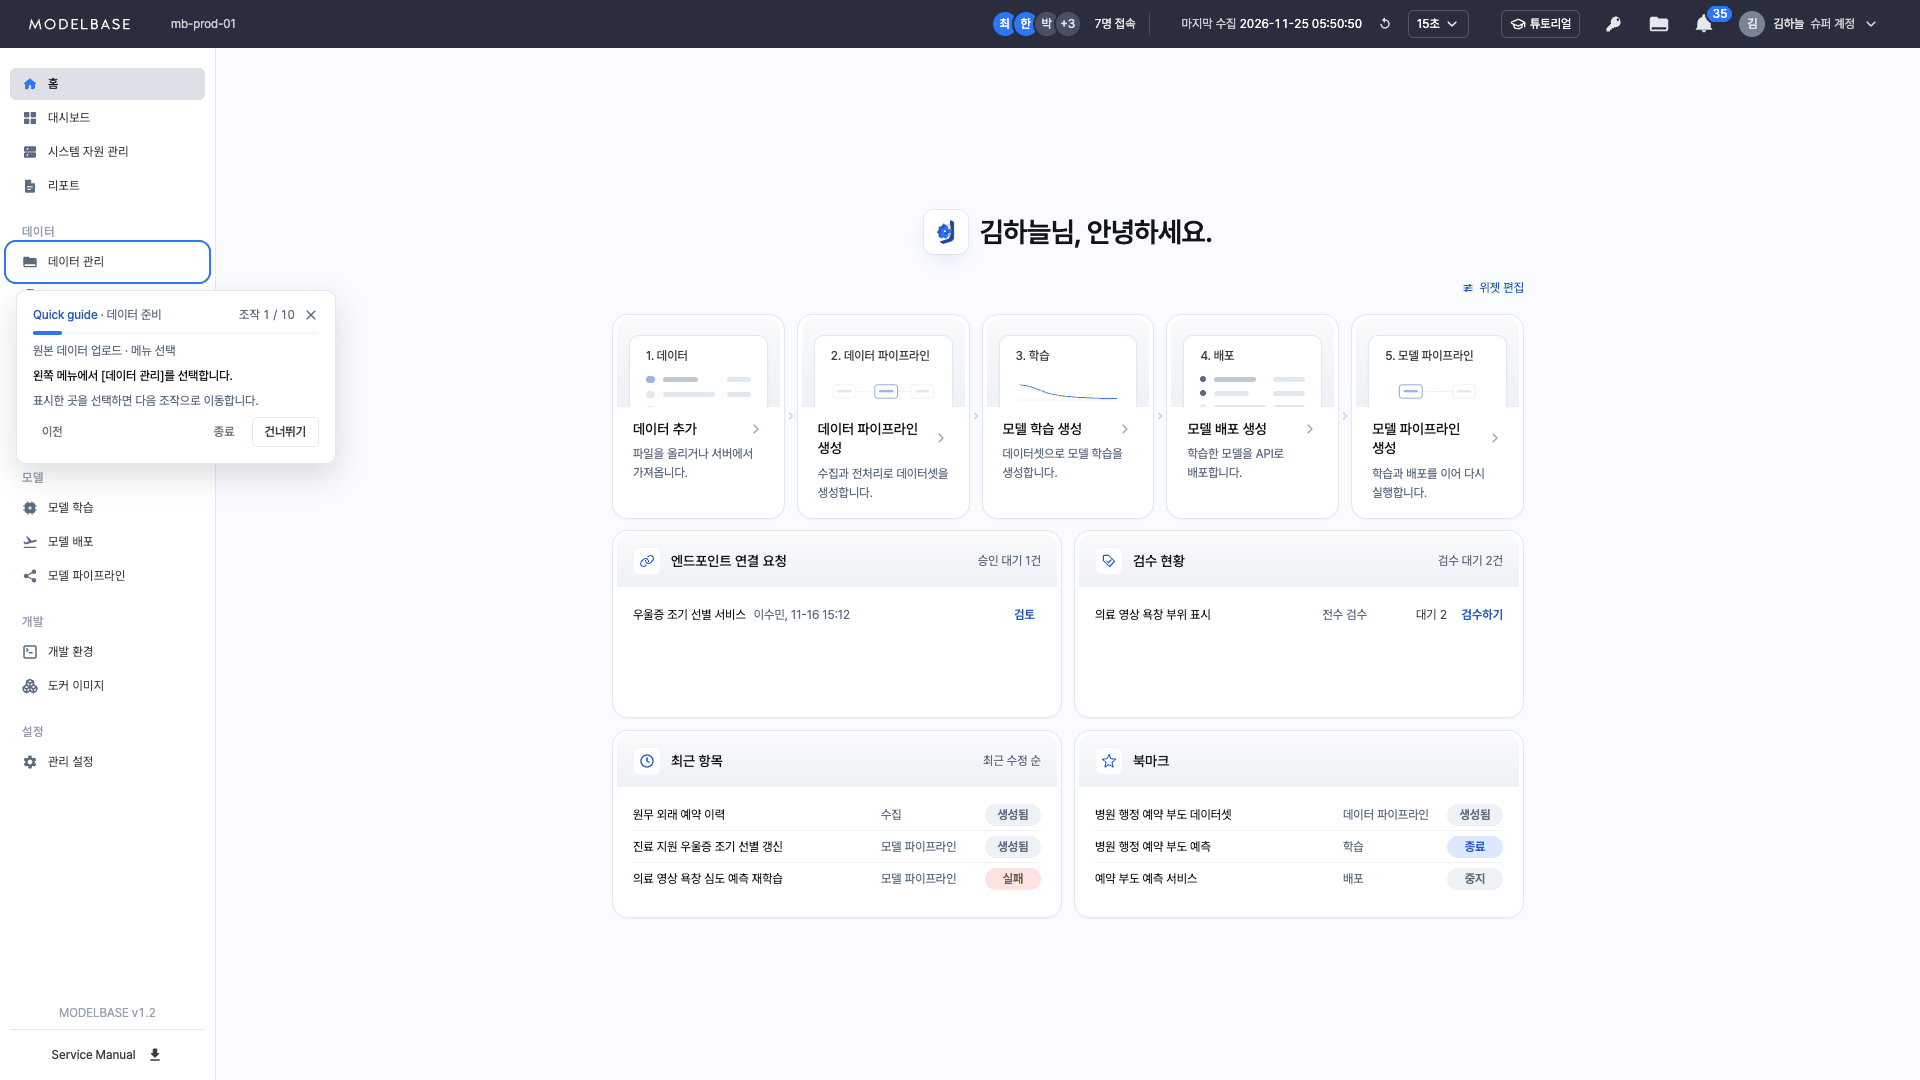 MODELBASE
mb-prod-01
최 한 박 +3 7명 접속
마지막 수집 2026-11-25 05:50:50
15초
튜토리얼
35
김 김하늘 슈퍼 계정
홈
대시보드
시스템 자원 관리
리포트
데이터
데이터 관리
Quick guide · 데이터 준비
조작 1 / 10
원본 데이터 업로드 · 메뉴 선택
왼쪽 메뉴에서 [데이터 관리]를 선택합니다.
표시한 곳을 선택하면 다음 조작으로 이동합니다.
이전
종료
건너뛰기
모델
모델 학습
모델 배포
모델 파이프라인
개발
개발 환경
도커 이미지
설정
관리 설정
MODELBASE v1.2
Service Manual
김하늘님, 안녕하세요.
위젯 편집
1. 데이터
데이터 추가
파일을 올리거나 서버에서
가져옵니다.
2. 데이터 파이프라인
데이터 파이프라인
생성
수집과 전처리로 데이터셋을
생성합니다.
3. 학습
모델 학습 생성
데이터셋으로 모델 학습을
생성합니다.
4. 배포
모델 배포 생성
학습한 모델을 API로
배포합니다.
5. 모델 파이프라인
모델 파이프라인
생성
학습과 배포를 이어 다시
실행합니다.
엔드포인트 연결 요청
승인 대기 1건
우울증 조기 선별 서비스 이수민, 11-16 15:12 검토
검수 현황
검수 대기 2건
의료 영상 욕창 부위 표시 전수 검수 대기 2 검수하기
최근 항목
최근 수정 순
원무 외래 예약 이력 수집 생성됨
진료 지원 우울증 조기 선별 갱신 모델 파이프라인 생성됨
의료 영상 욕창 심도 예측 재학습 모델 파이프라인 실패
북마크
병원 행정 예약 부도 데이터셋 데이터 파이프라인 생성됨
병원 행정 예약 부도 예측 학습 종료
예약 부도 예측 서비스 배포 중지